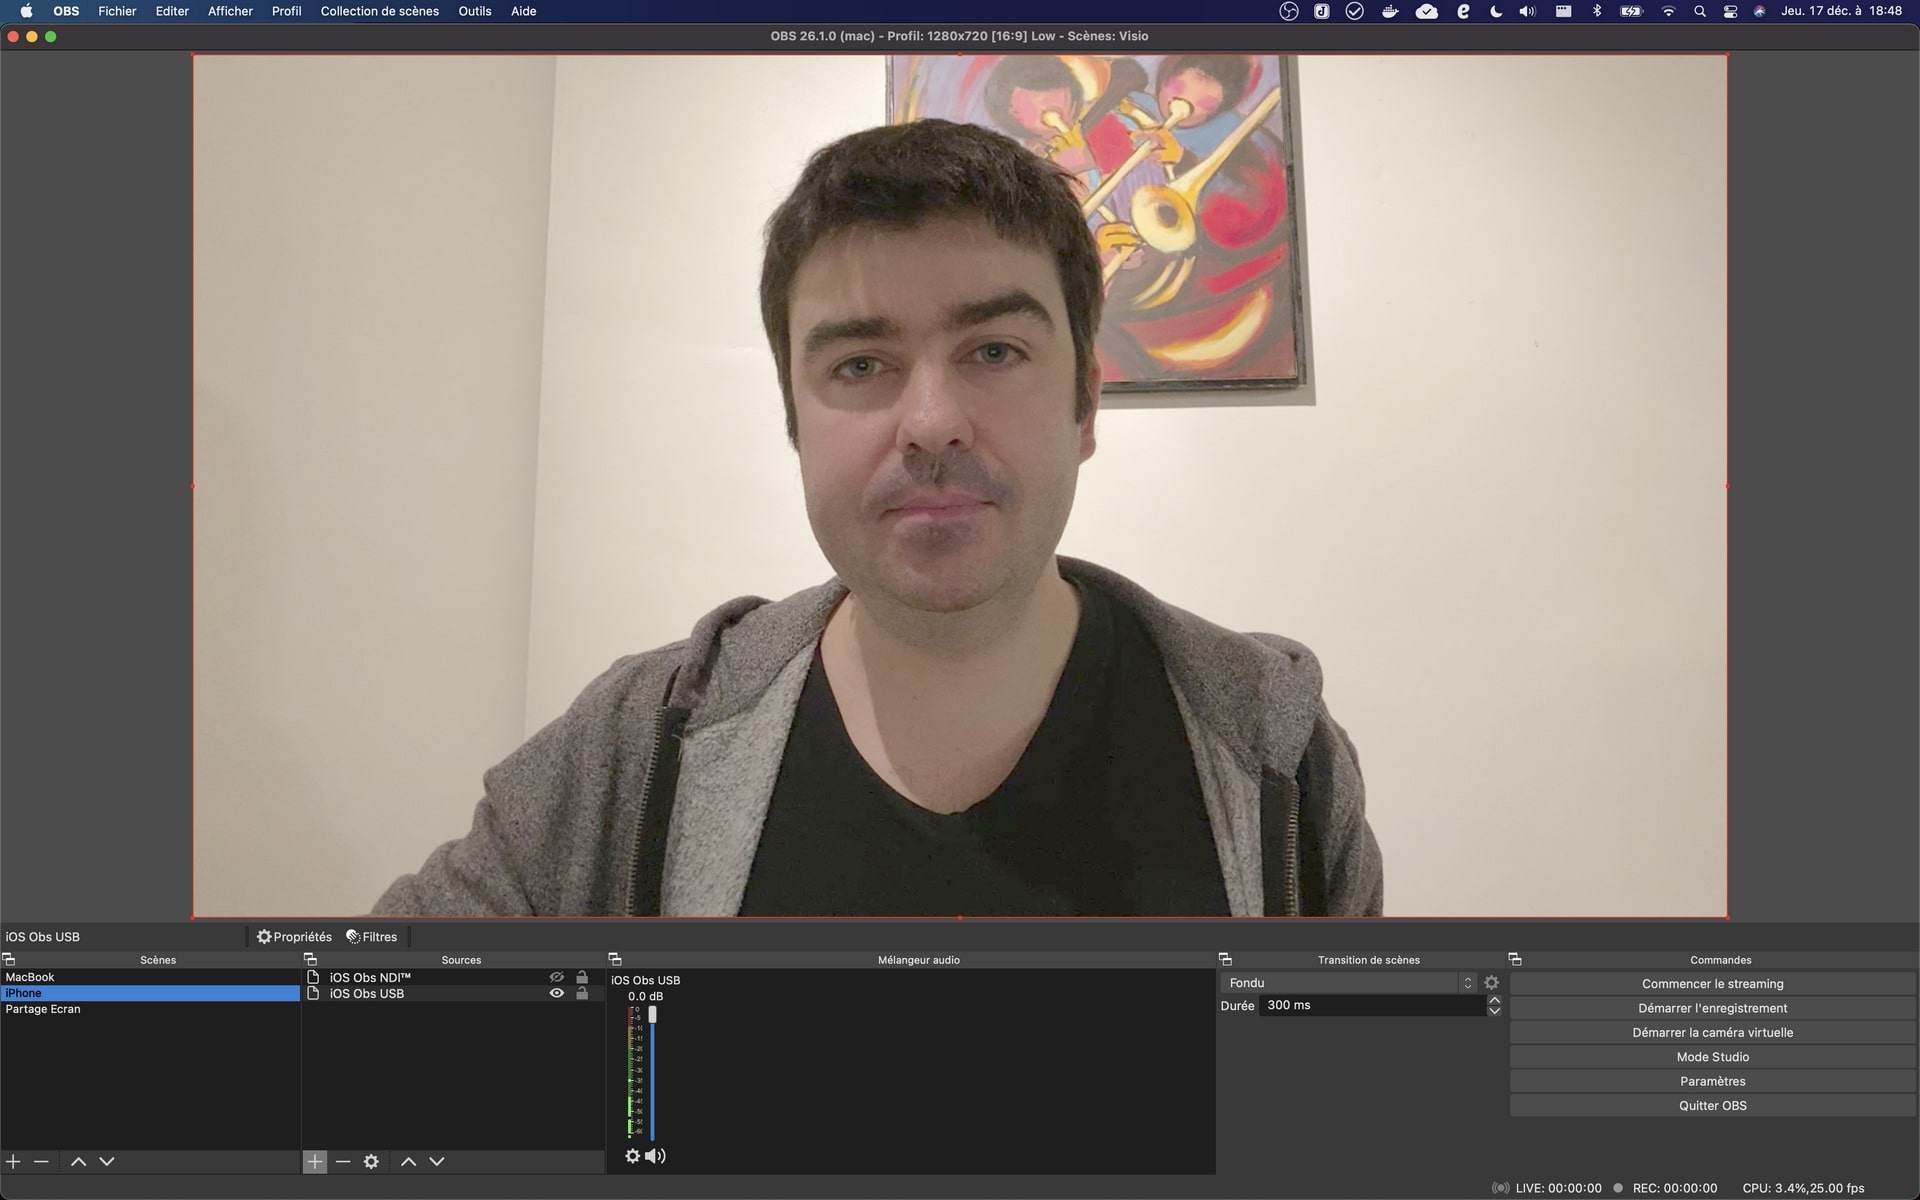 OBS Fichier Editer Afficher Profil Collection de scènes Outils Aide Jeu. 17 déc. à 18:48
OBS 26.1.0 (mac) - Profil: 1280x720 [16:9] Low - Scènes: Visio
iOS Obs USB Propriétés Filtres
Scènes Sources Mélangeur audio Transition de scènes Commandes
MacBook
iPhone
Partage Ecran
iOS Obs NDI™
iOS Obs USB
iOS Obs USB
0.0 dB
Fondu
Durée 300 ms
Commencer le streaming
Démarrer l'enregistrement
Démarrer la caméra virtuelle
Mode Studio
Paramètres
Quitter OBS
LIVE: 00:00:00 REC: 00:00:00 CPU: 3.4%,25.00 fps